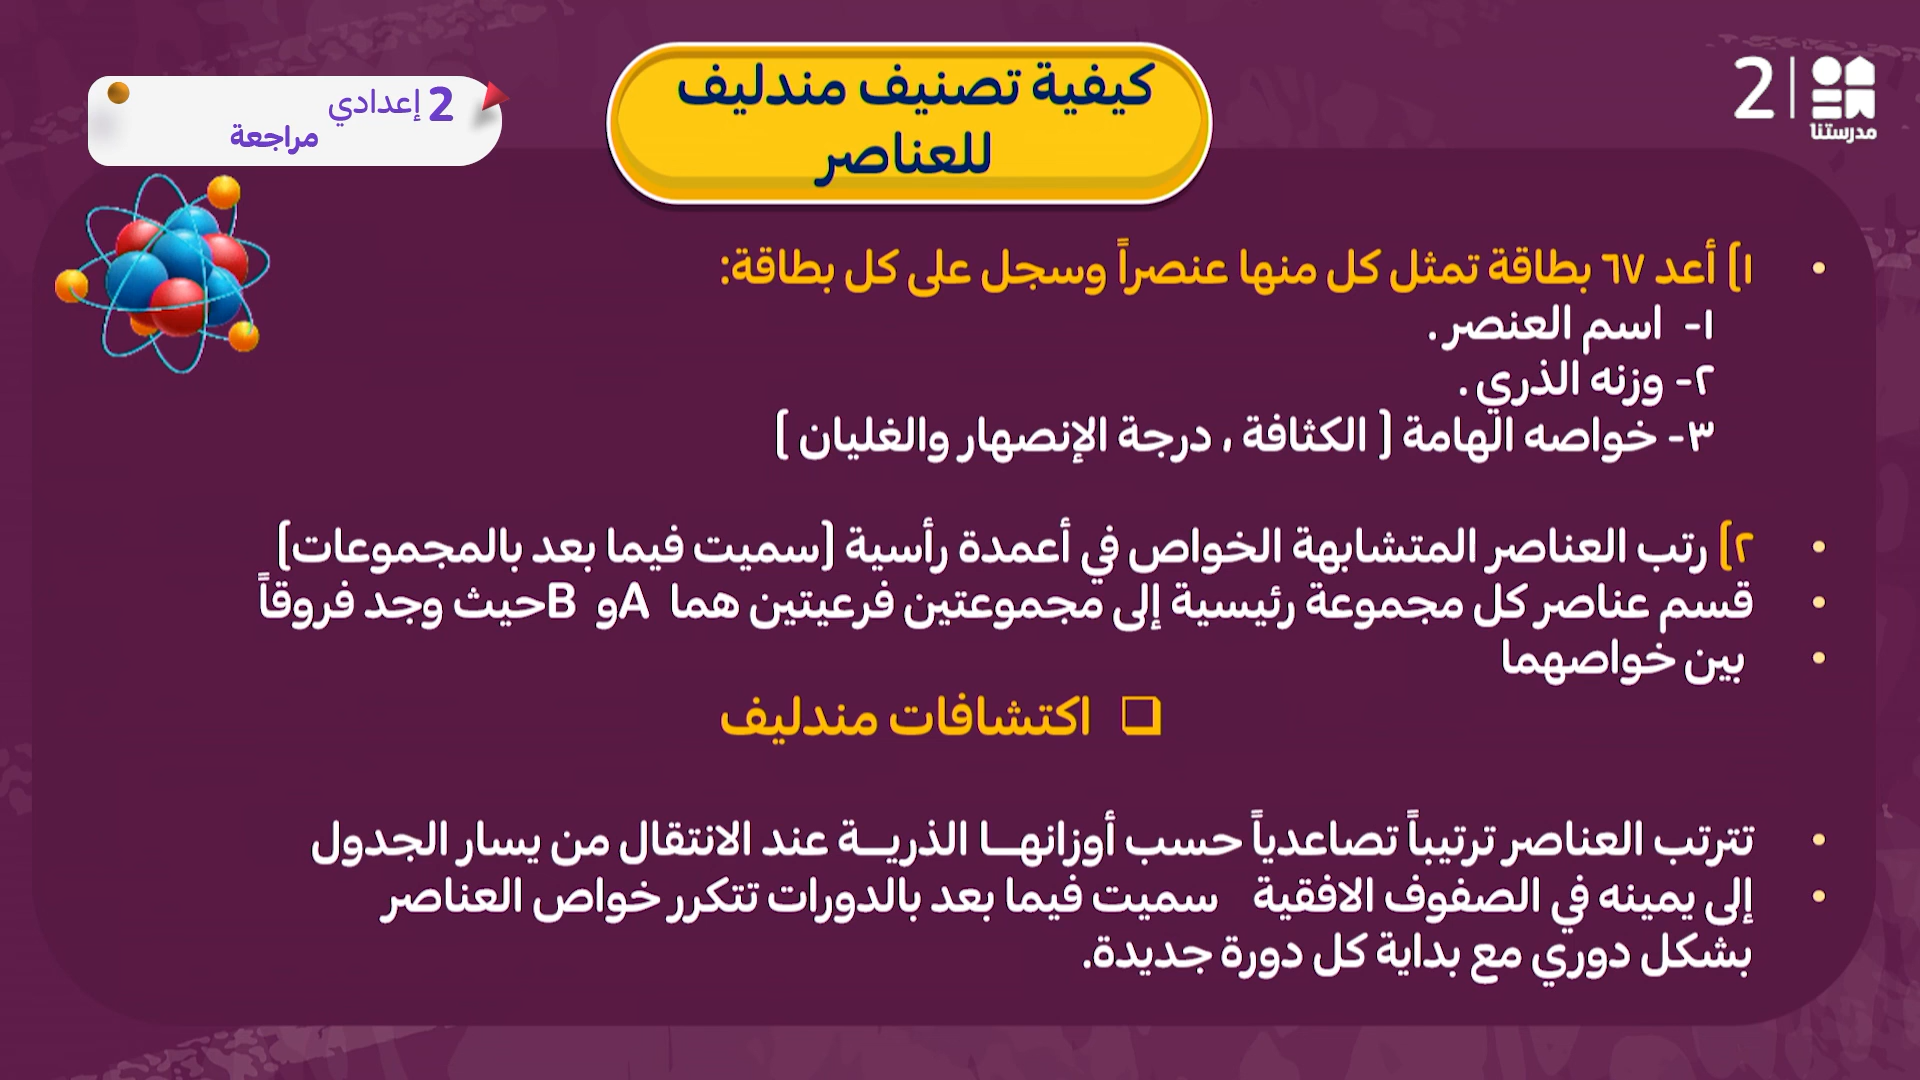 2
مدرستنا
كيفية تصنيف مندليف
للعناصر
2 إعدادي
مراجعة
١) أعد ٦٧ بطاقة تمثل كل منها عنصراً وسجل على كل بطاقة:
١- اسم العنصر .
٢- وزنه الذري .
٣- خواصه الهامة ( الكثافة ، درجة الإنصهار والغليان )
٢) رتب العناصر المتشابهة الخواص في أعمدة رأسية (سميت فيما بعد بالمجموعات)
قسم عناصر كل مجموعة رئيسية إلى مجموعتين فرعيتين هما Aو Bحيث وجد فروقاً
بين خواصهما
اكتشافات مندليف
تترتب العناصر ترتيباً تصاعدياً حسب أوزانهـا الذريـة عند الانتقال من يسار الجدول
إلى يمينه في الصفوف الافقية سميت فيما بعد بالدورات تتكرر خواص العناصر
بشكل دوري مع بداية كل دورة جديدة.